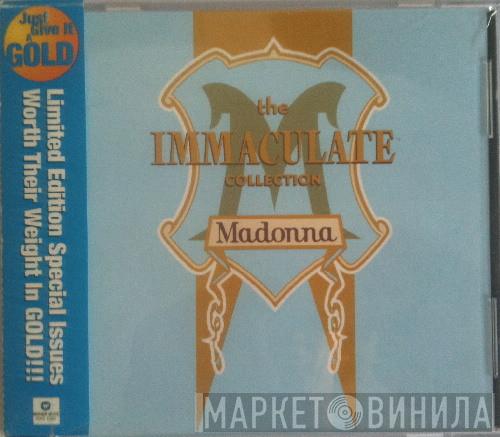 Just
Give It
A
GOLD
Limited Edition Special Issues
Worth Their Weight In GOLD!!!
the
IMMACULATE
COLLECTION
Madonna
МАРКЕТ ВИНИЛА